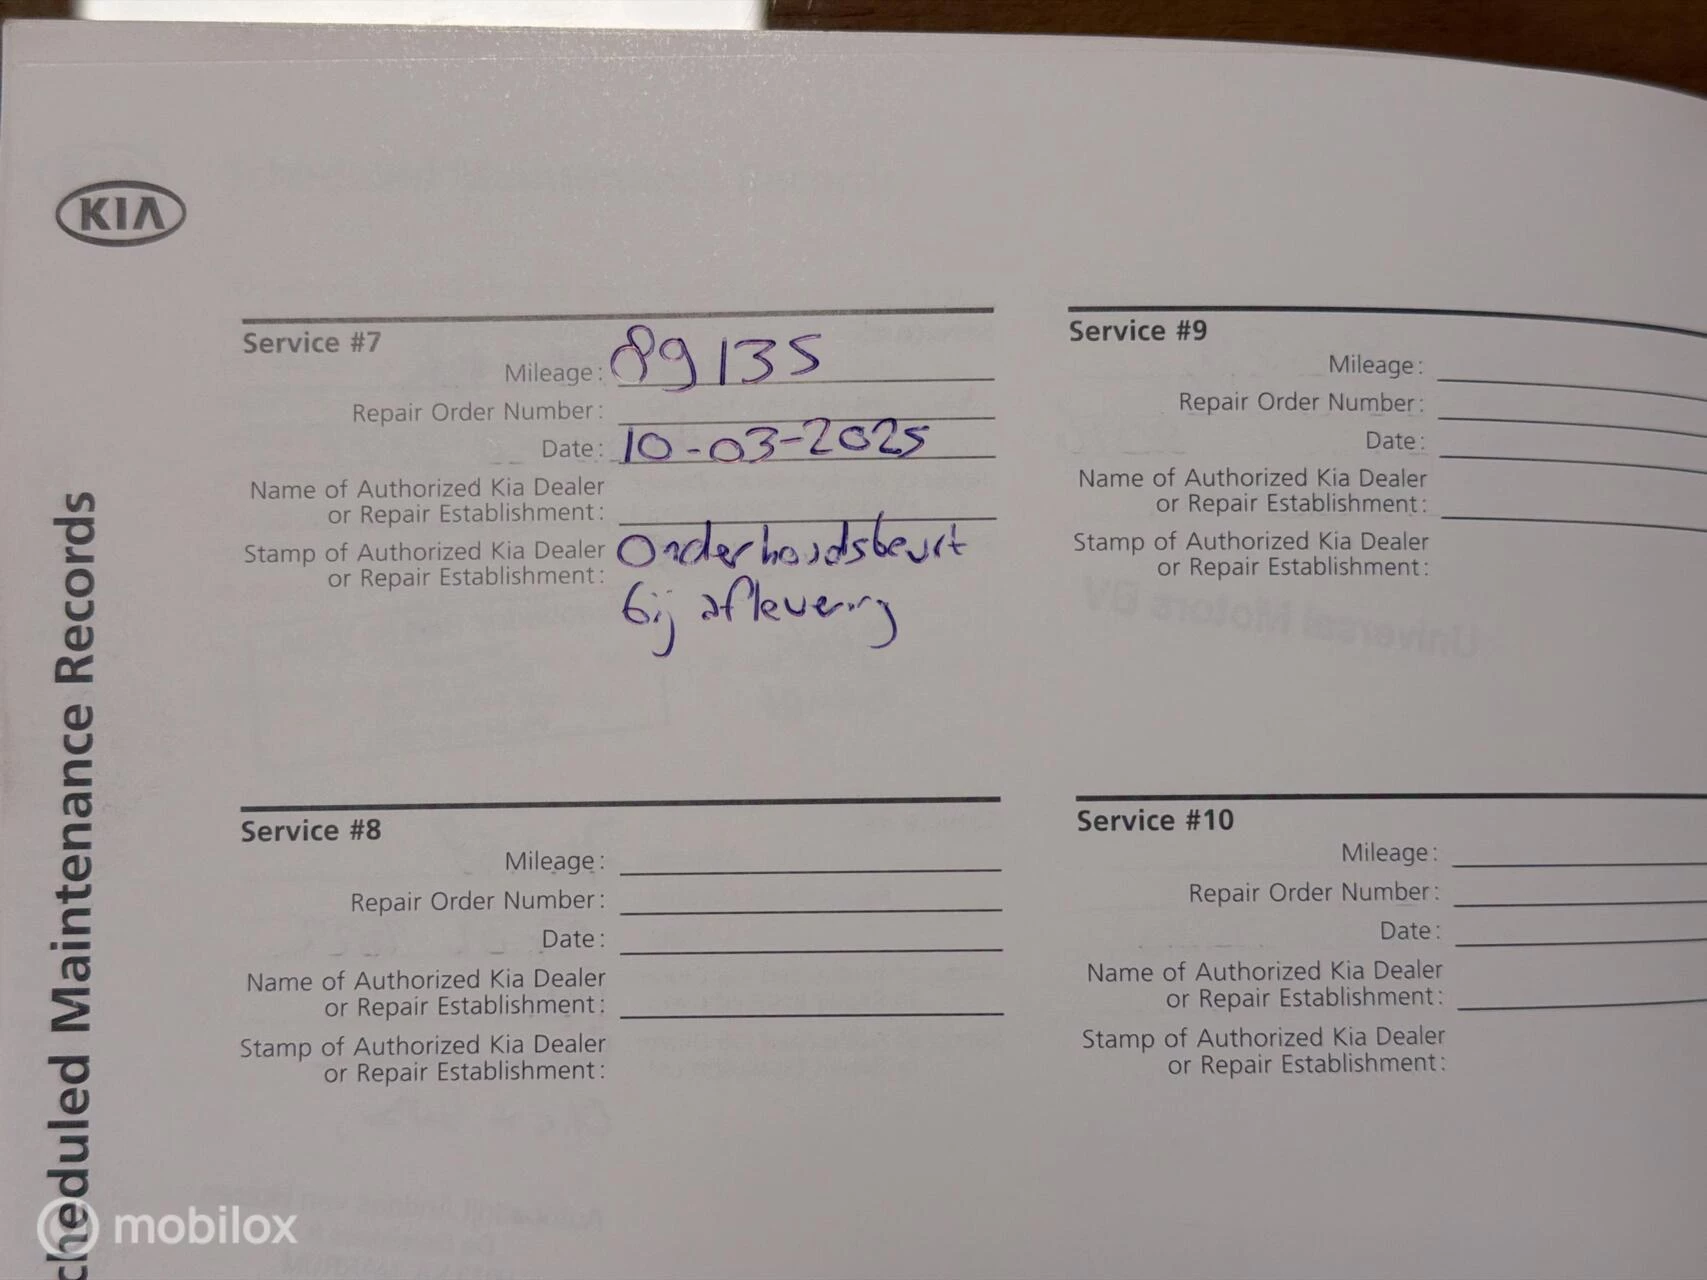 KIA
Scheduled Maintenance Records
Service #7
Mileage: 89135
Repair Order Number:
Date: 10-03-2025
Name of Authorized Kia Dealer
or Repair Establishment:
Stamp of Authorized Kia Dealer
or Repair Establishment:
Onderhoudsbeurt
bij aflevering
Service #8
Mileage:
Repair Order Number:
Date:
Name of Authorized Kia Dealer
or Repair Establishment:
Stamp of Authorized Kia Dealer
or Repair Establishment:
Service #9
Mileage:
Repair Order Number:
Date:
Name of Authorized Kia Dealer
or Repair Establishment:
Stamp of Authorized Kia Dealer
or Repair Establishment:
Universal Motors BV
Service #10
Mileage:
Repair Order Number:
Date:
Name of Authorized Kia Dealer
or Repair Establishment:
Stamp of Authorized Kia Dealer
or Repair Establishment:
mobilox